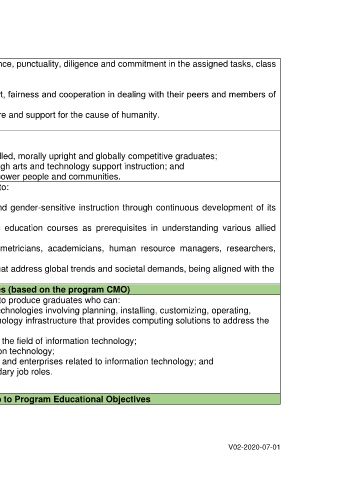 nce, punctuality, diligence and commitment in the assigned tasks, class
t, fairness and cooperation in dealing with their peers and members of
re and support for the cause of humanity.
lled, morally upright and globally competitive graduates;
gh arts and technology support instruction; and
power people and communities.
to:
nd gender-sensitive instruction through continuous development of its
education courses as prerequisites in understanding various allied
metricians, academicians, human resource managers, researchers,
hat address global trends and societal demands, being aligned with the
es (based on the program CMO)
to produce graduates who can:
echnologies involving planning, installing, customizing, operating,
nology infrastructure that provides computing solutions to address the
the field of information technology;
on technology;
and enterprises related to information technology; and
dary job roles.
p to Program Educational Objectives
V02-2020-07-01